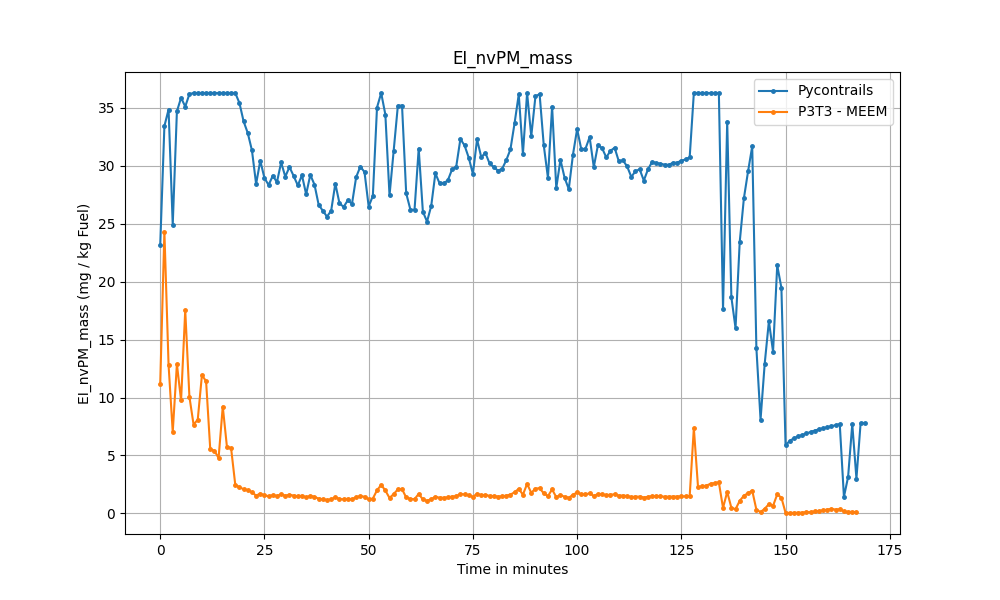 EI_nvPM_mass
Pycontrails
P3T3 - MEEM
EI_nvPM_mass (mg / kg Fuel)
35
30
25
20
15
10
5
0
0 25 50 75 100 125 150 175
Time in minutes